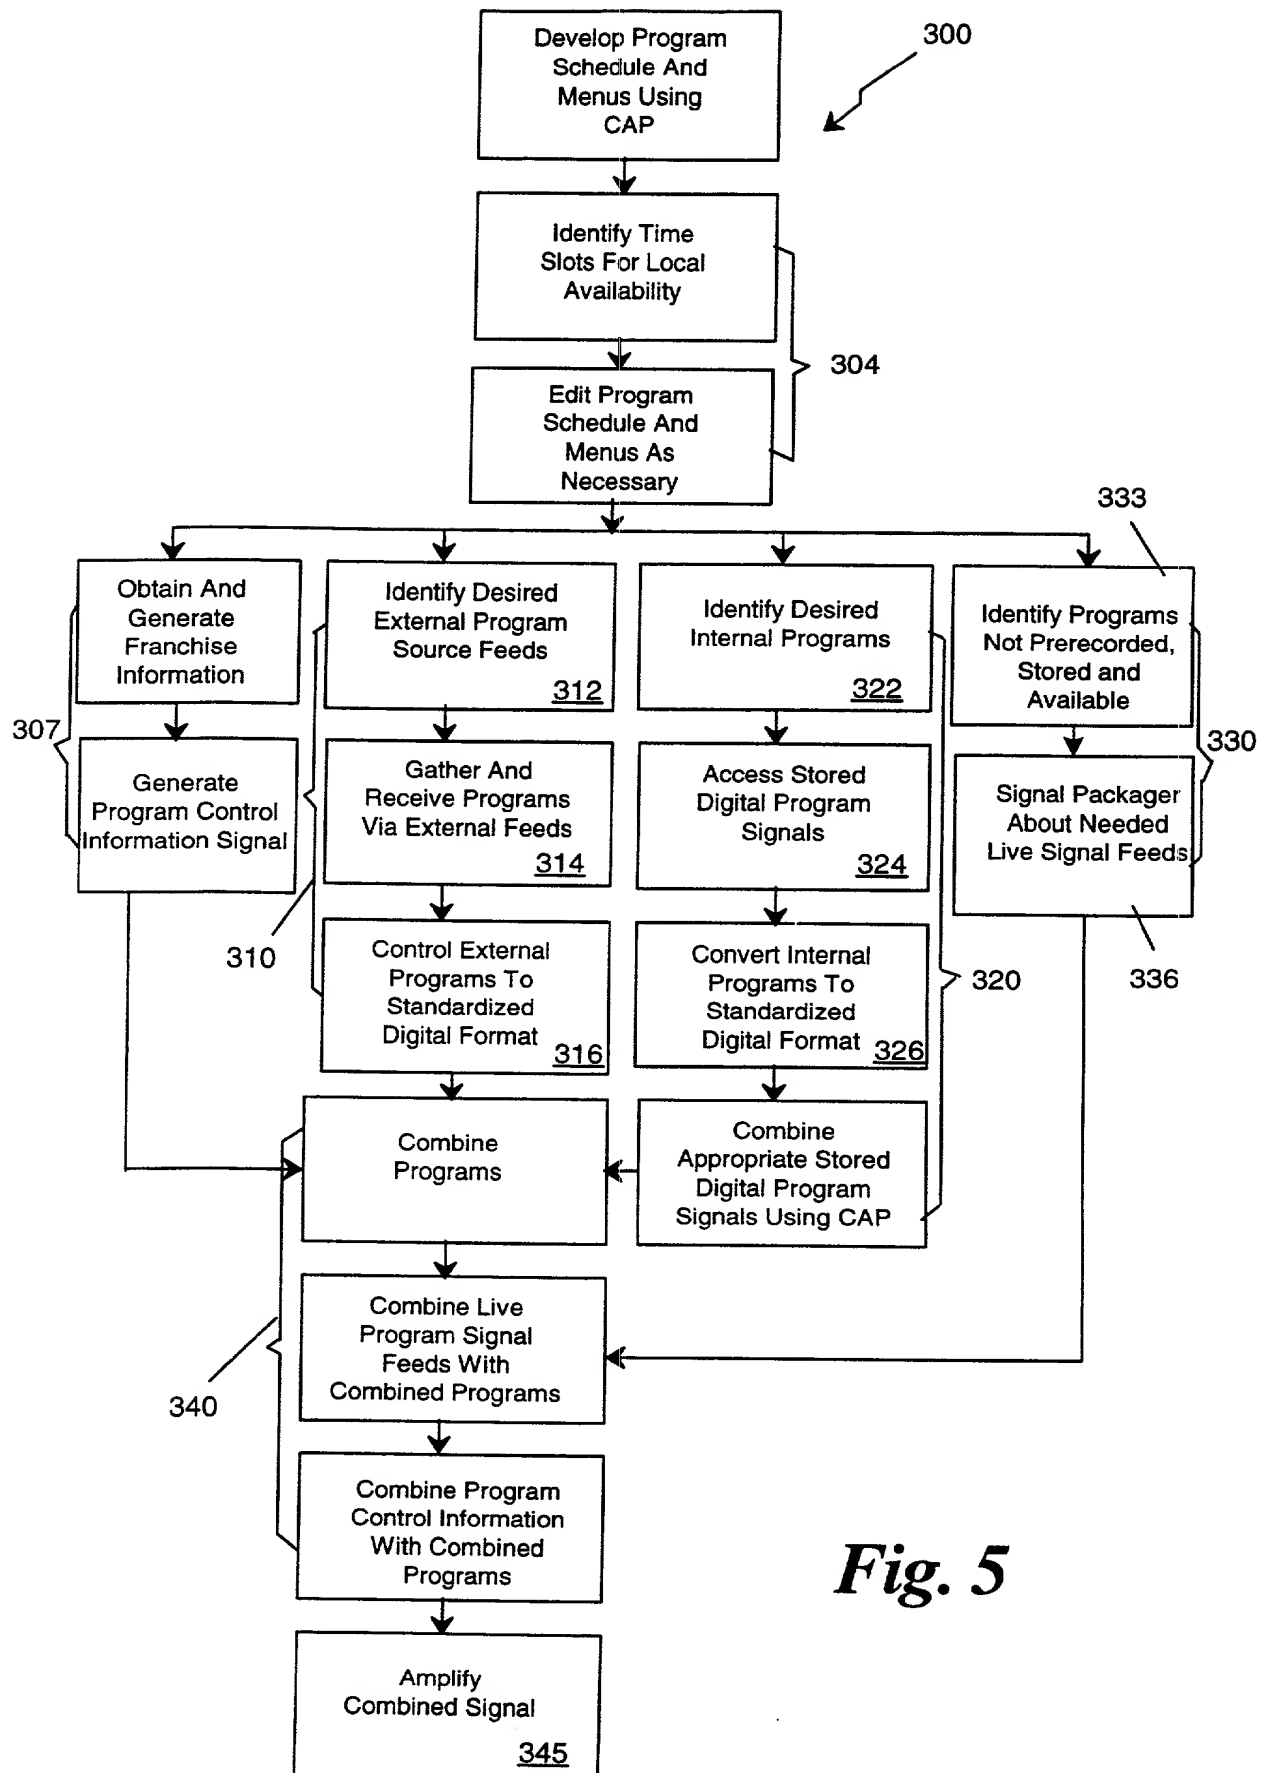 Develop Program
Schedule And
Menus Using
CAP
300
Identify Time
Slots For Local
Availability
304
Edit Program
Schedule And
Menus As
Necessary
333
Obtain And
Generate
Franchise
Information
Identify Desired
External Program
Source Feeds
312
Identify Desired
Internal Programs
322
Identify Programs
Not Prerecorded,
Stored and
Available
307
330
Generate
Program Control
Information Signal
Gather And
Receive Programs
Via External Feeds
314
Access Stored
Digital Program
Signals
324
Signal Packager
About Needed
Live Signal Feeds
310
Control External
Programs To
Standardized
Digital Format
316
Convert Internal
Programs To
Standardized
Digital Format
326
320
336
Combine
Programs
Combine
Appropriate Stored
Digital Program
Signals Using CAP
Combine Live
Program Signal
Feeds With
Combined Programs
340
Combine Program
Control Information
With Combined
Programs
Fig. 5
Amplify
Combined Signal
345